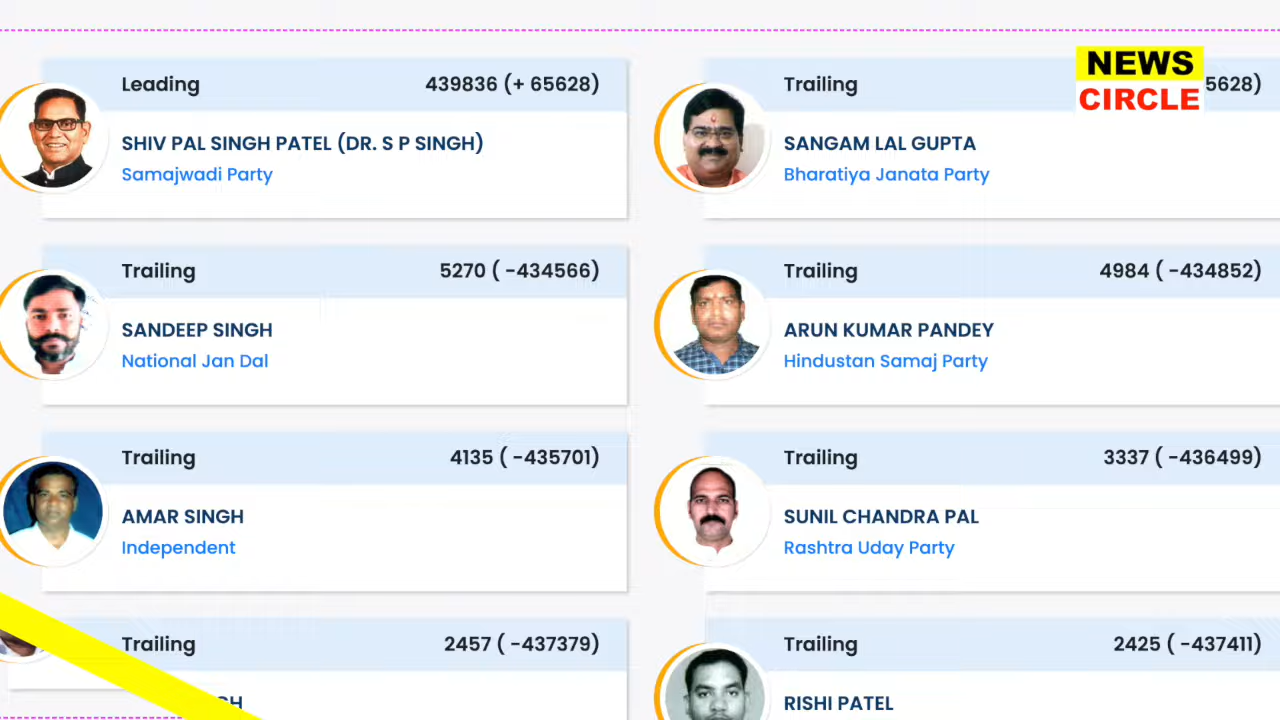 NEWS
CIRCLE
Leading 439836 (+ 65628)
SHIV PAL SINGH PATEL (DR. S P SINGH)
Samajwadi Party
Trailing 5628)
SANGAM LAL GUPTA
Bharatiya Janata Party
Trailing 5270 ( -434566)
SANDEEP SINGH
National Jan Dal
Trailing 4984 ( -434852)
ARUN KUMAR PANDEY
Hindustan Samaj Party
Trailing 4135 ( -435701)
AMAR SINGH
Independent
Trailing 3337 ( -436499)
SUNIL CHANDRA PAL
Rashtra Uday Party
Trailing 2457 ( -437379)
Trailing 2425 ( -437411)
RISHI PATEL